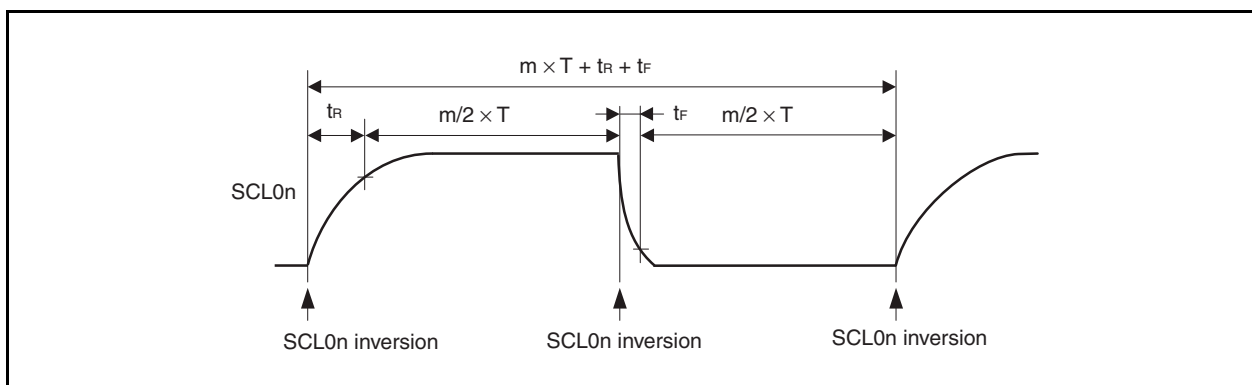 m × T + tR + tF
tR m/2 × T tF m/2 × T
SCL0n
SCL0n inversion SCL0n inversion SCL0n inversion